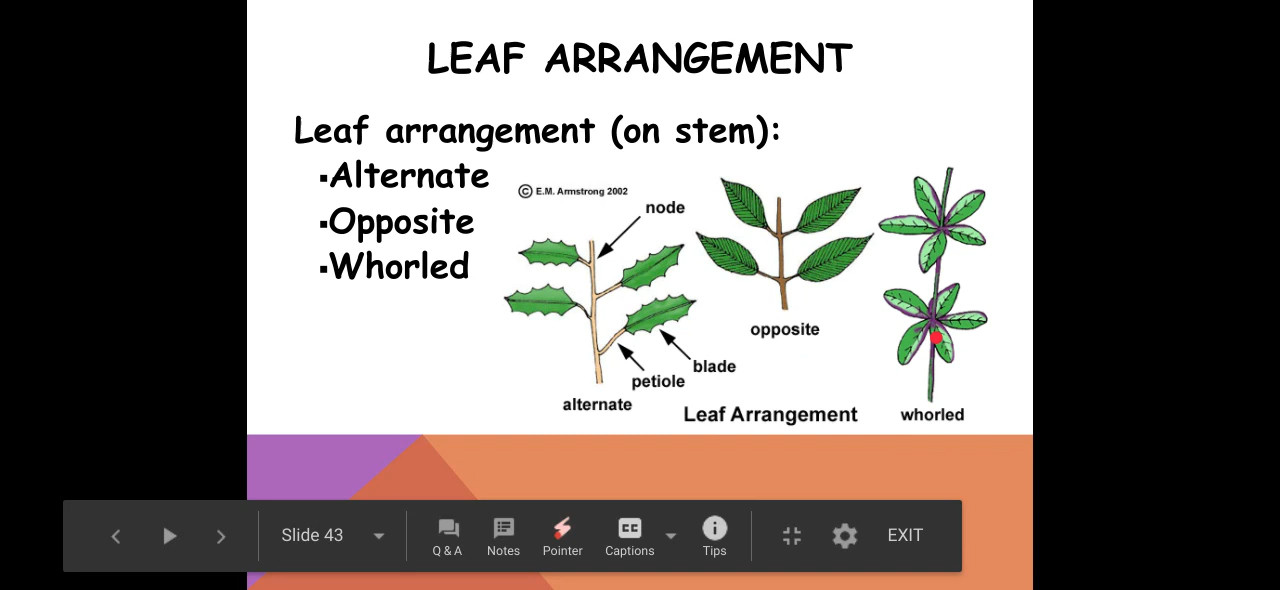 LEAF ARRANGEMENT
Leaf arrangement (on stem):
▪Alternate
▪Opposite
▪Whorled
© E.M. Armstrong 2002
node
opposite
blade
petiole
alternate
Leaf Arrangement
whorled
Slide 43
Q & A
Notes
Pointer
CC
Captions
Tips
EXIT